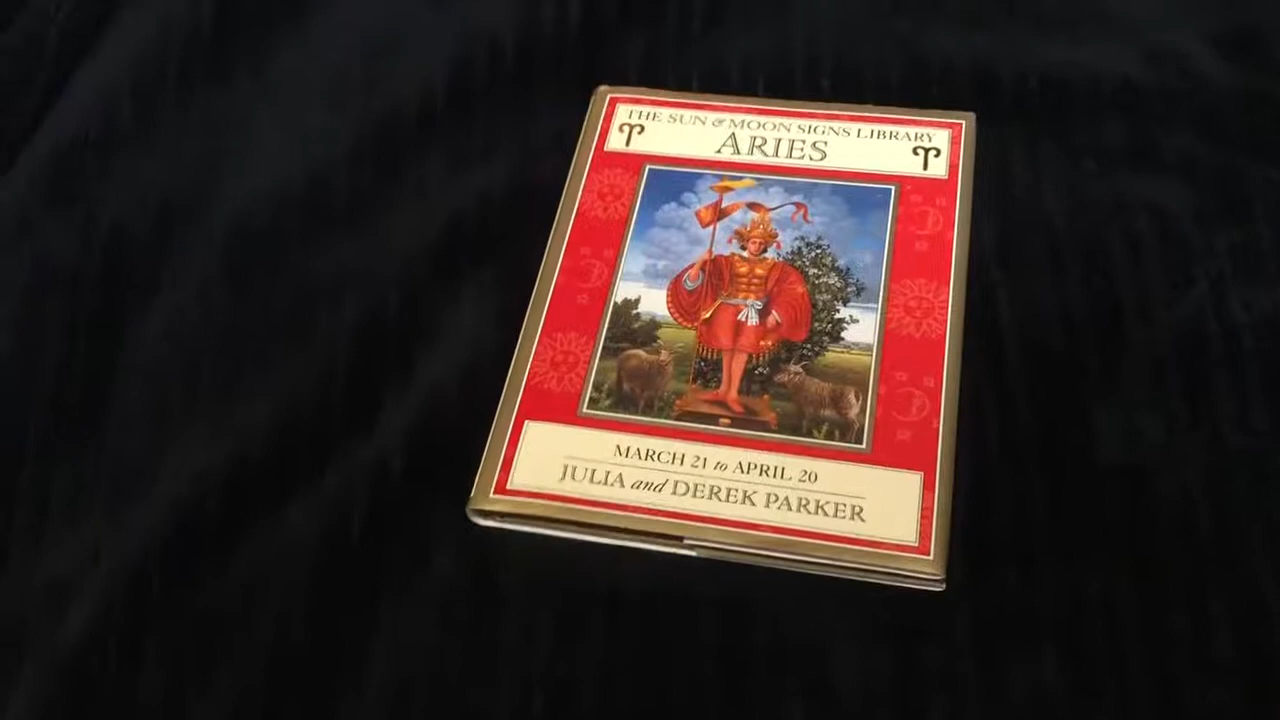 THE SUN & MOON SIGNS LIBRARY
ARIES
MARCH 21 to APRIL 20
JULIA and DEREK PARKER